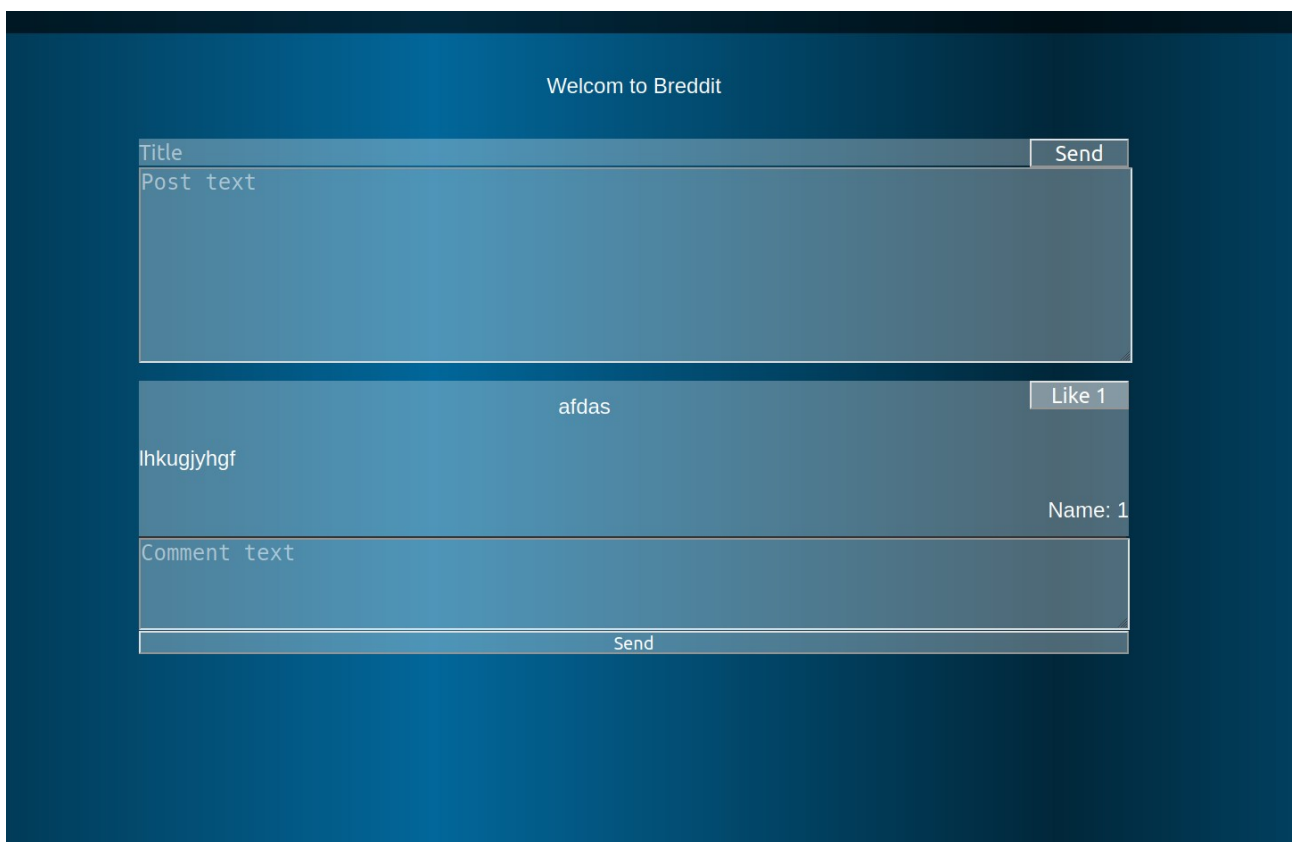 Welcom to Breddit
Title
Send
Post text
afdas
Like 1
lhkugjyhgf
Name: 1
Comment text
Send